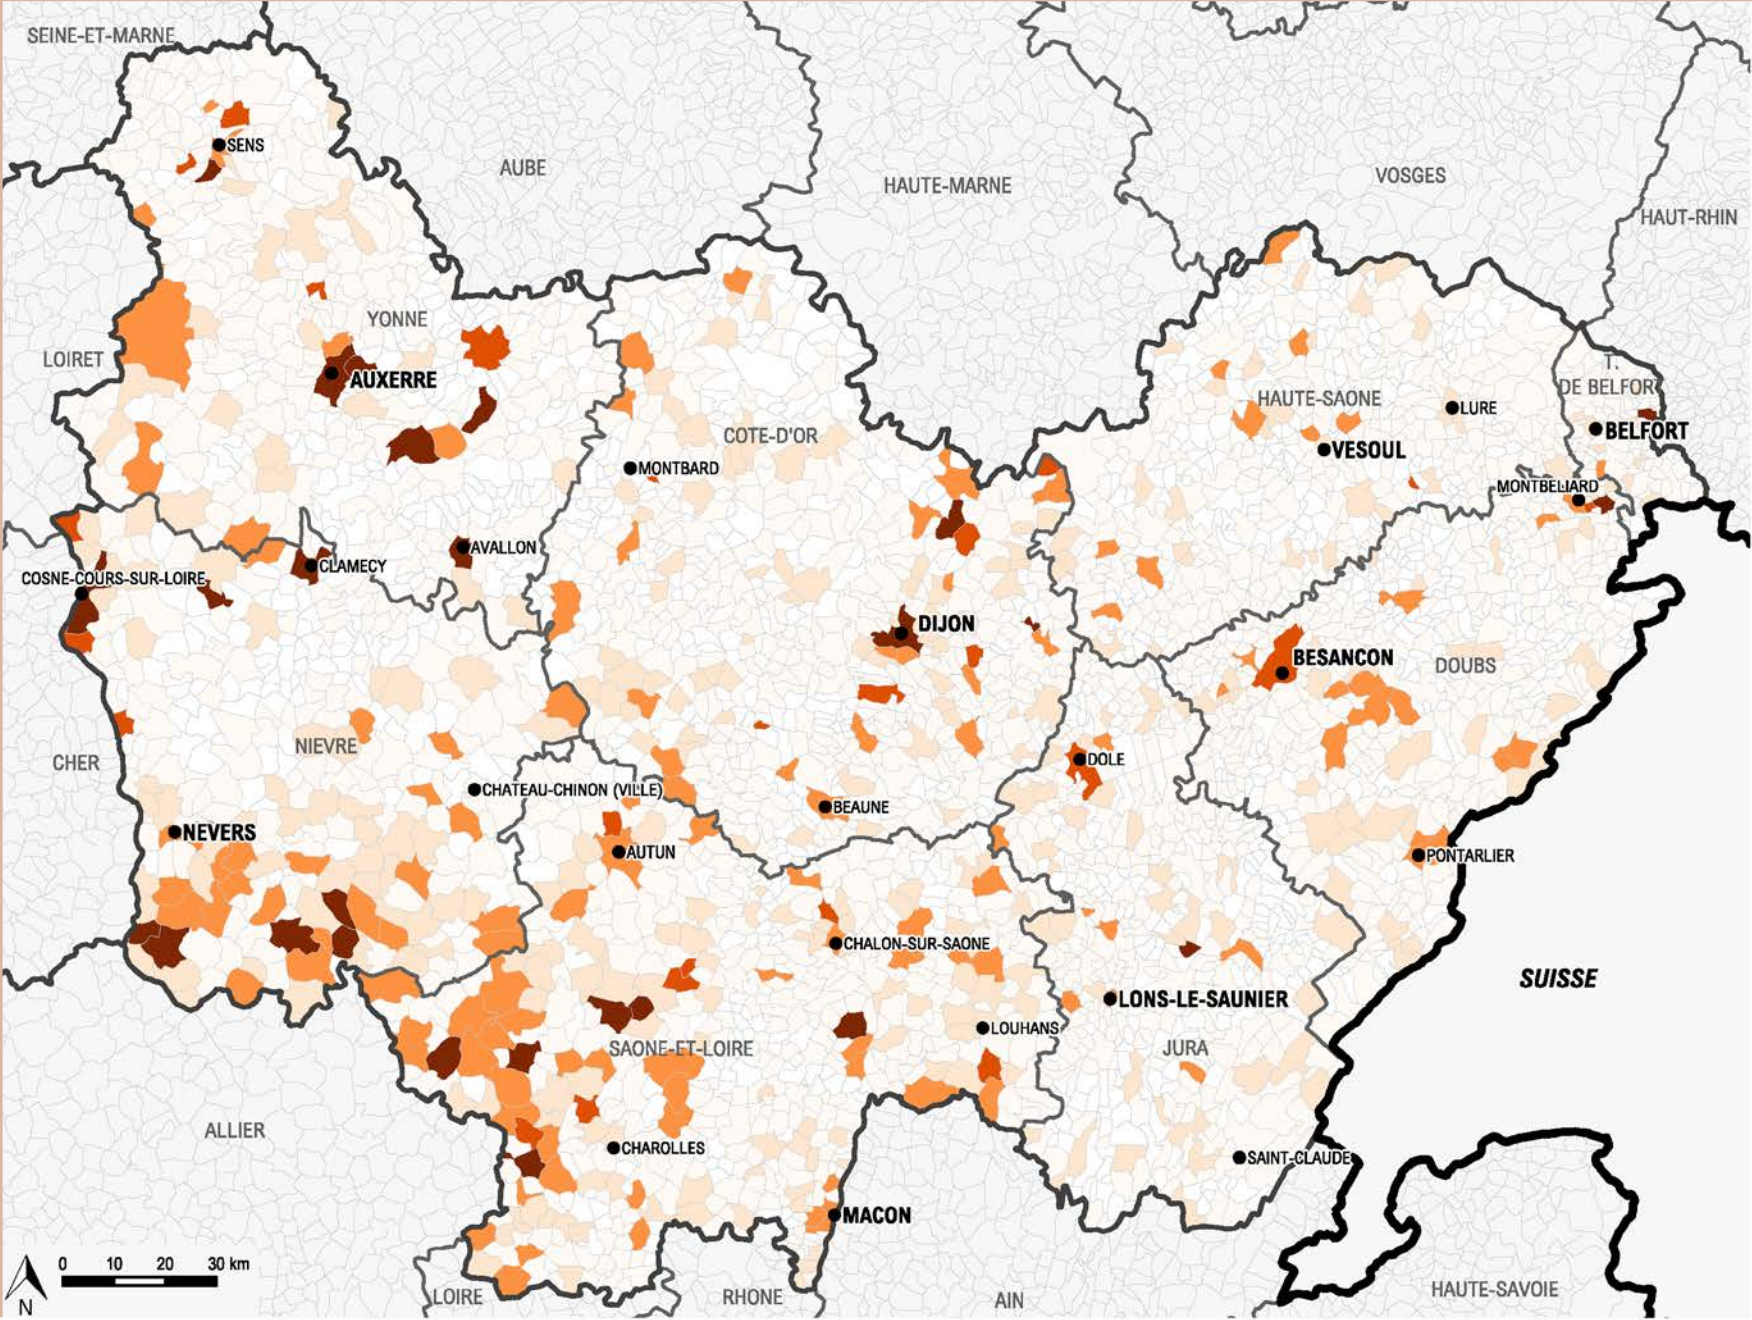 SEINE-ET-MARNE
SENS
AUBE
HAUTE-MARNE
VOSGES
HAUT-RHIN
YONNE
LOIRET
AUXERRE
T.
DE BELFORT
HAUTE-SAONE
LURE
BELFORT
COTE-D'OR
VESOUL
MONTBARD
MONTBELIARD
AVALLON
CLAMECY
COSNE-COURS-SUR-LOIRE
DIJON
BESANCON
DOUBS
NIEVRE
CHER
DOLE
CHATEAU-CHINON (VILLE)
BEAUNE
NEVERS
AUTUN
PONTARLIER
CHALON-SUR-SAONE
SUISSE
LONS-LE-SAUNIER
LOUHANS
SAONE-ET-LOIRE
JURA
ALLIER
CHAROLLES
SAINT-CLAUDE
MACON
0 10 20 30 km
N
LOIRE
RHONE
AIN
HAUTE-SAVOIE